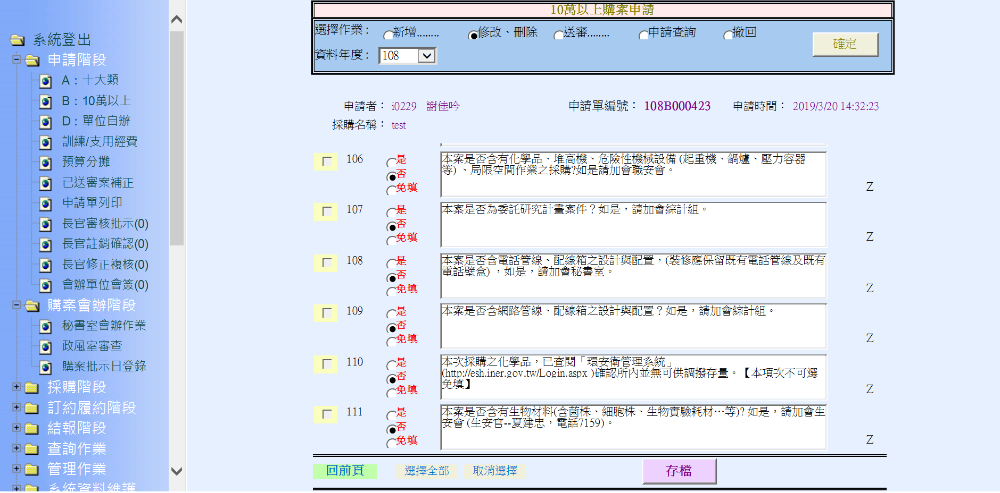 系統登出
申請階段
A：十大類
B：10萬以上
D：單位自辦
訓練/支用經費
預算分攤
已送審案補正
申請單列印
長官審核批示(0)
長官註銷確認(0)
長官修正複核(0)
會辦單位會簽(0)
購案會辦階段
秘書室會辦作業
政風室審查
購案批示日登錄
採購階段
訂約履約階段
結報階段
查詢作業
管理作業
系統資料維護
10萬以上購案申請
選擇作業： 新增........ 修改、刪除 送審........ 申請查詢 撤回
確定
資料年度： 108
申請者： i0229 謝佳吟 申請單編號： 108B000423 申請時間： 2019/3/20 14:32:23
採購名稱： test
106
是
否
免填
本案是否含有化學品、堆高機、危險性機械設備 (起重機、鍋爐、壓力容器
等) 、局限空間作業之採購?如是請加會職安會。
Z
107
是
否
免填
本案是否為委託研究計畫案件？如是，請加會綜計組。
Z
108
是
否
免填
本案是否含電話管線、配線箱之設計與配置，(裝修應保留既有電話管線及既有
電話壁盒) ，如是，請加會秘書室。
Z
109
是
否
免填
本案是否含網路管線、配線箱之設計與配置？如是，請加會綜計組。
Z
110
是
否
免填
本次採購之化學品，已查閱「環安衛管理系統」
(http://esh.iner.gov.tw/Login.aspx )確認所內並無可供調撥存量。【本項次不可選
免填】
Z
111
是
否
免填
本案是否含有生物材料(含菌株、細胞株、生物實驗耗材…等)? 如是，請加會生
安會 (生安官--夏建忠，電話7159)。
Z
回前頁 選擇全部 取消選擇 存檔